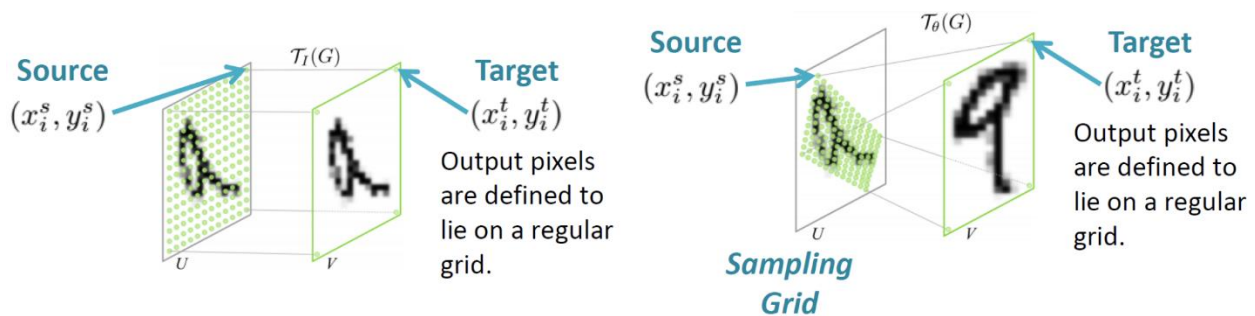 𝒯_I(G)
Source
(x_i^s, y_i^s)
Target
(x_i^t, y_i^t)
Output pixels
are defined to
lie on a regular
grid.
U
V
𝒯_θ(G)
Source
(x_i^s, y_i^s)
Target
(x_i^t, y_i^t)
Output pixels
are defined to
lie on a regular
grid.
U
V
Sampling
Grid